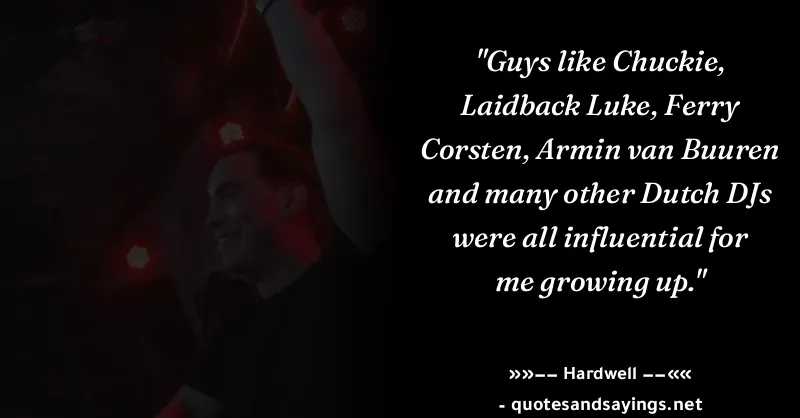 "Guys like Chuckie,
Laidback Luke, Ferry
Corsten, Armin van Buuren
and many other Dutch DJs
were all influential for
me growing up."
»»−− Hardwell −−««
- quotesandsayings.net